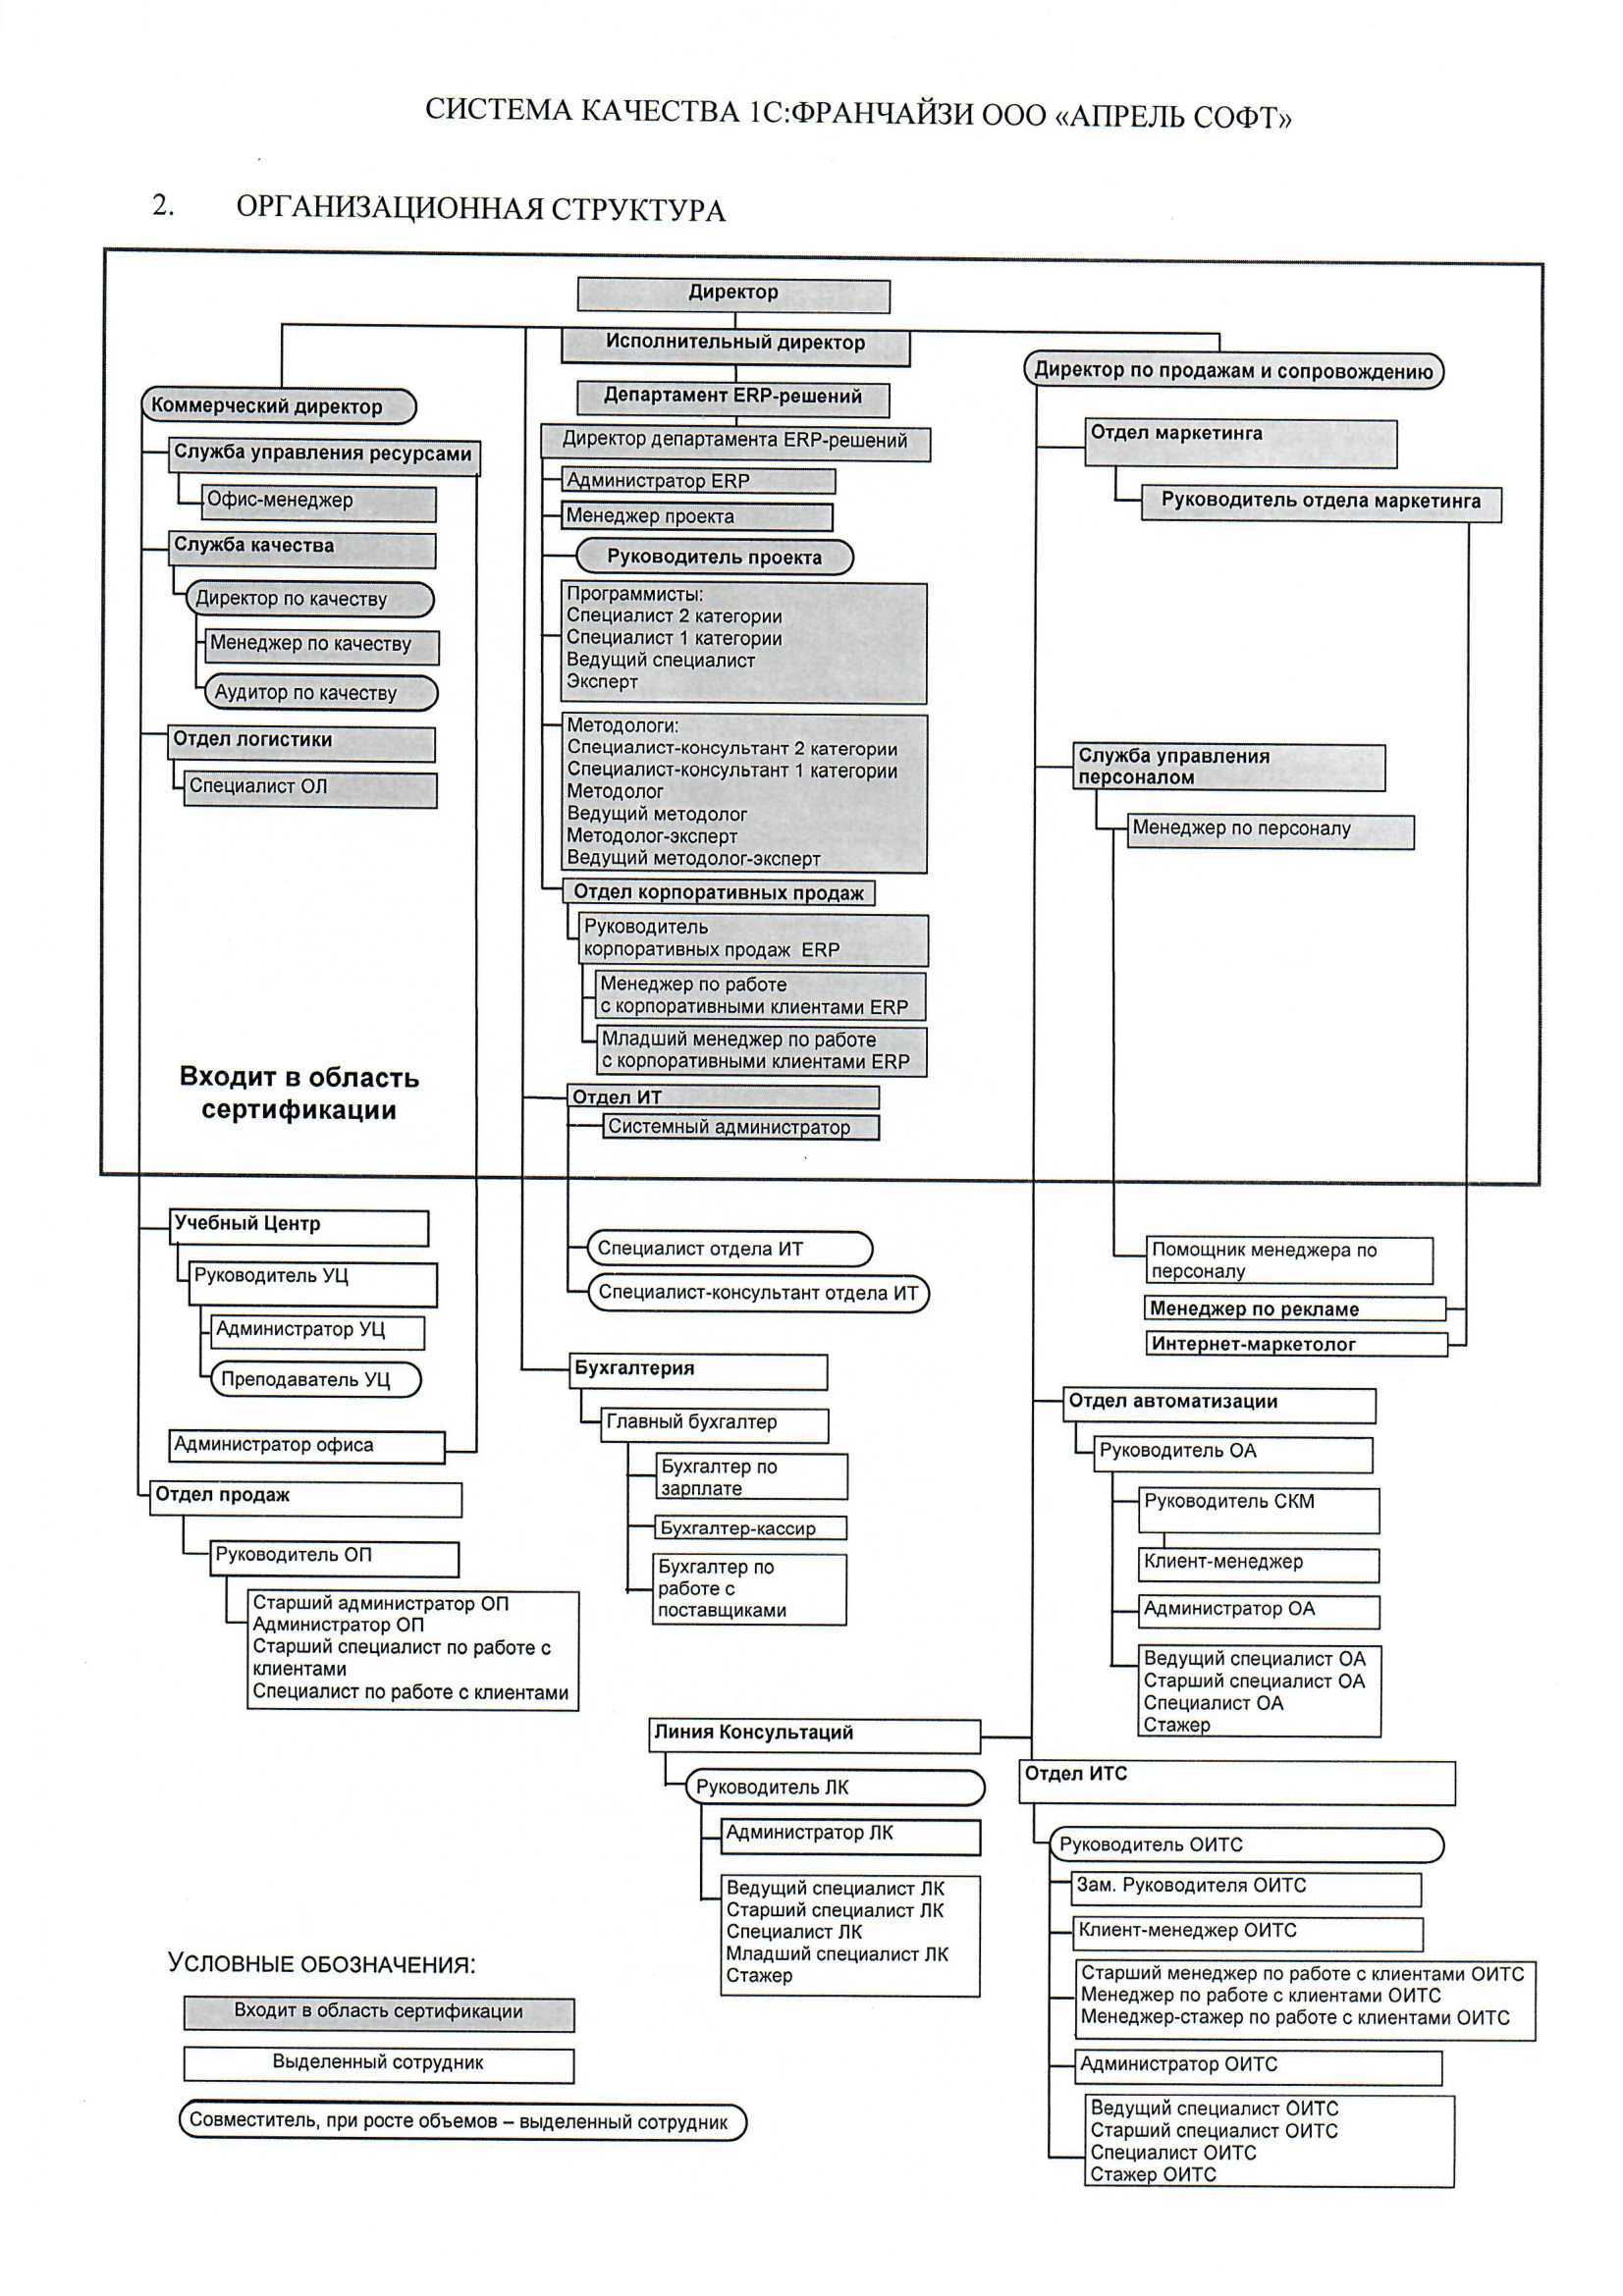 СИСТЕМА КАЧЕСТВА 1С:ФРАНЧАЙЗИ ООО «АПРЕЛЬ СОФТ»
2. ОРГАНИЗАЦИОННАЯ СТРУКТУРА
Директор
Исполнительный директор
Коммерческий директор
Служба управления ресурсами
Офис-менеджер
Служба качества
Директор по качеству
Менеджер по качеству
Аудитор по качеству
Отдел логистики
Специалист ОЛ
Входит в область
сертификации
Учебный Центр
Руководитель УЦ
Администратор УЦ
Преподаватель УЦ
Администратор офиса
Отдел продаж
Руководитель ОП
Старший администратор ОП
Администратор ОП
Старший специалист по работе с
клиентами
Специалист по работе с клиентами
Департамент ERP-решений
Директор департамента ERP-решений
Администратор ERP
Менеджер проекта
Руководитель проекта
Программисты:
Специалист 2 категории
Специалист 1 категории
Ведущий специалист
Эксперт
Методологи:
Специалист-консультант 2 категории
Специалист-консультант 1 категории
Методолог
Ведущий методолог
Методолог-эксперт
Ведущий методолог-эксперт
Отдел корпоративных продаж
Руководитель
корпоративных продаж ERP
Менеджер по работе
с корпоративными клиентами ERP
Младший менеджер по работе
с корпоративными клиентами ERP
Отдел ИТ
Системный администратор
Специалист отдела ИТ
Специалист-консультант отдела ИТ
Бухгалтерия
Главный бухгалтер
Бухгалтер по
зарплате
Бухгалтер-кассир
Бухгалтер по
работе с
поставщиками
Директор по продажам и сопровождению
Отдел маркетинга
Руководитель отдела маркетинга
Служба управления
персоналом
Менеджер по персоналу
Помощник менеджера по
персоналу
Менеджер по рекламе
Интернет-маркетолог
Отдел автоматизации
Руководитель ОА
Руководитель СКМ
Клиент-менеджер
Администратор ОА
Ведущий специалист ОА
Старший специалист ОА
Специалист ОА
Стажер
Линия Консультаций
Руководитель ЛК
Администратор ЛК
Ведущий специалист ЛК
Старший специалист ЛК
Специалист ЛК
Младший специалист ЛК
Стажер
Отдел ИТС
Руководитель ОИТС
Зам. Руководителя ОИТС
Клиент-менеджер ОИТС
Старший менеджер по работе с клиентами ОИТС
Менеджер по работе с клиентами ОИТС
Менеджер-стажер по работе с клиентами ОИТС
Администратор ОИТС
Ведущий специалист ОИТС
Старший специалист ОИТС
Специалист ОИТС
Стажер ОИТС
УСЛОВНЫЕ ОБОЗНАЧЕНИЯ:
Входит в область сертификации
Выделенный сотрудник
Совместитель, при росте объемов – выделенный сотрудник